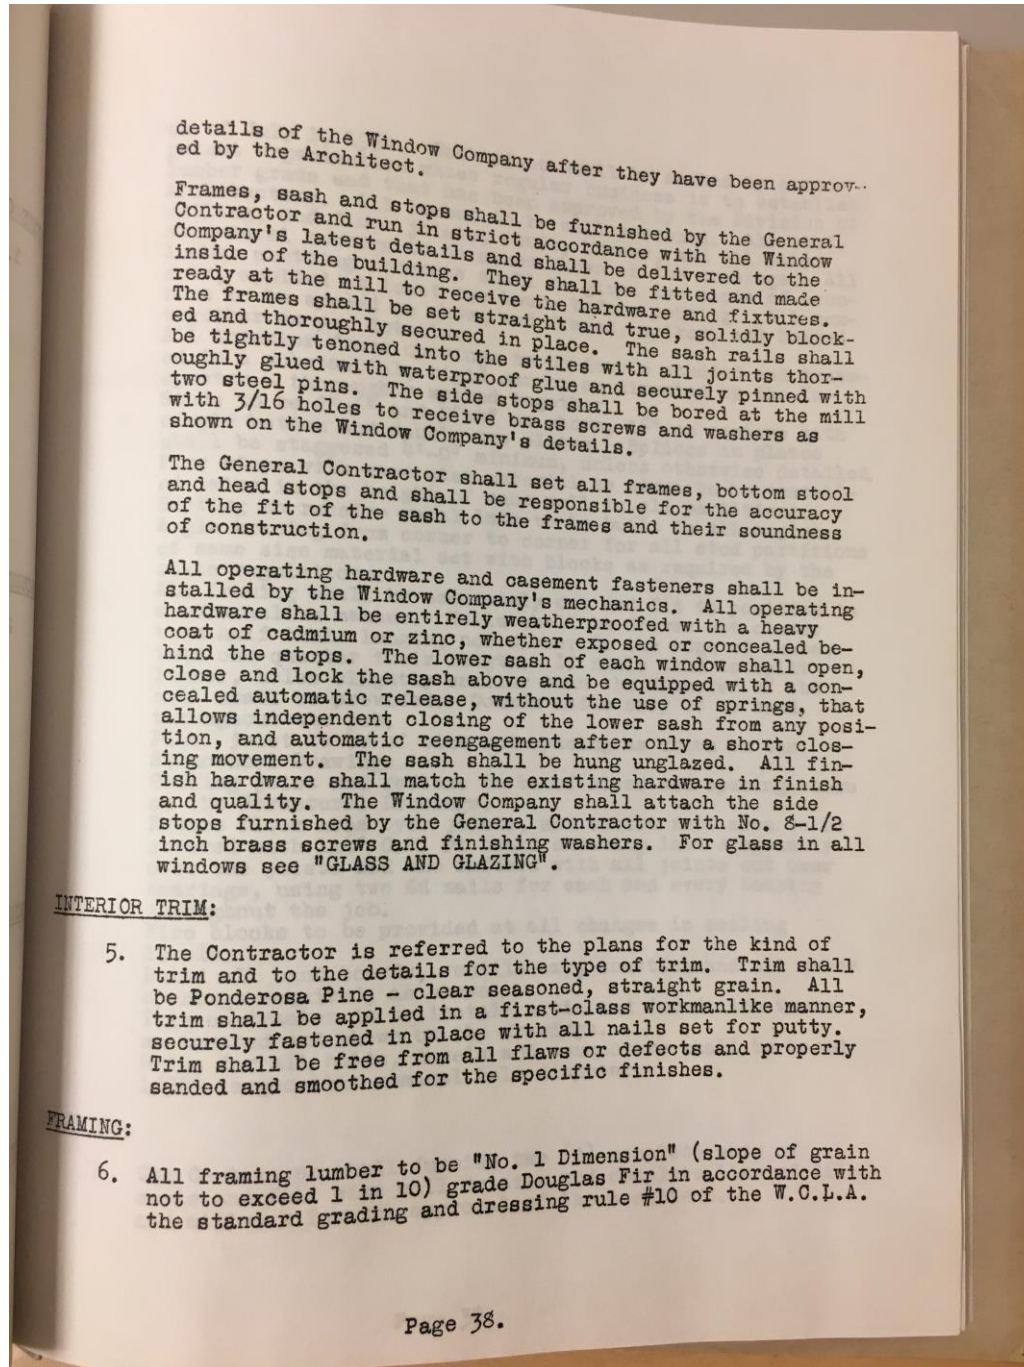 details of the Window Company after they have been approv-
ed by the Architect.
Frames, sash and stops shall be furnished by the General
Contractor and run in strict accordance with the Window
Company's latest details and shall be delivered to the
inside of the building. They shall be fitted and made
ready at the mill to receive the hardware and fixtures.
The frames shall be set straight and true, solidly block-
ed and thoroughly secured in place. The sash rails shall
be tightly tenoned into the stiles with all joints thor-
oughly glued with waterproof glue and securely pinned with
two steel pins. The side stops shall be bored at the mill
with 3/16 holes to receive brass screws and washers as
shown on the Window Company's details.
The General Contractor shall set all frames, bottom stool
and head stops and shall be responsible for the accuracy
of the fit of the sash to the frames and their soundness
of construction.
All operating hardware and casement fasteners shall be in-
stalled by the Window Company's mechanics. All operating
hardware shall be entirely weatherproofed with a heavy
coat of cadmium or zinc, whether exposed or concealed be-
hind the stops. The lower sash of each window shall open,
close and lock the sash above and be equipped with a con-
cealed automatic release, without the use of springs, that
allows independent closing of the lower sash from any posi-
tion, and automatic reengagement after only a short clos-
ing movement. The sash shall be hung unglazed. All fin-
ish hardware shall match the existing hardware in finish
and quality. The Window Company shall attach the side
stops furnished by the General Contractor with No. 8-1/2
inch brass screws and finishing washers. For glass in all
windows see "GLASS AND GLAZING".
INTERIOR TRIM:
5. The Contractor is referred to the plans for the kind of
trim and to the details for the type of trim. Trim shall
be Ponderosa Pine - clear seasoned, straight grain. All
trim shall be applied in a first-class workmanlike manner,
securely fastened in place with all nails set for putty.
Trim shall be free from all flaws or defects and properly
sanded and smoothed for the specific finishes.
FRAMING:
6. All framing lumber to be "No. 1 Dimension" (slope of grain
not to exceed 1 in 10) grade Douglas Fir in accordance with
the standard grading and dressing rule #10 of the W.C.L.A.
Page 38.